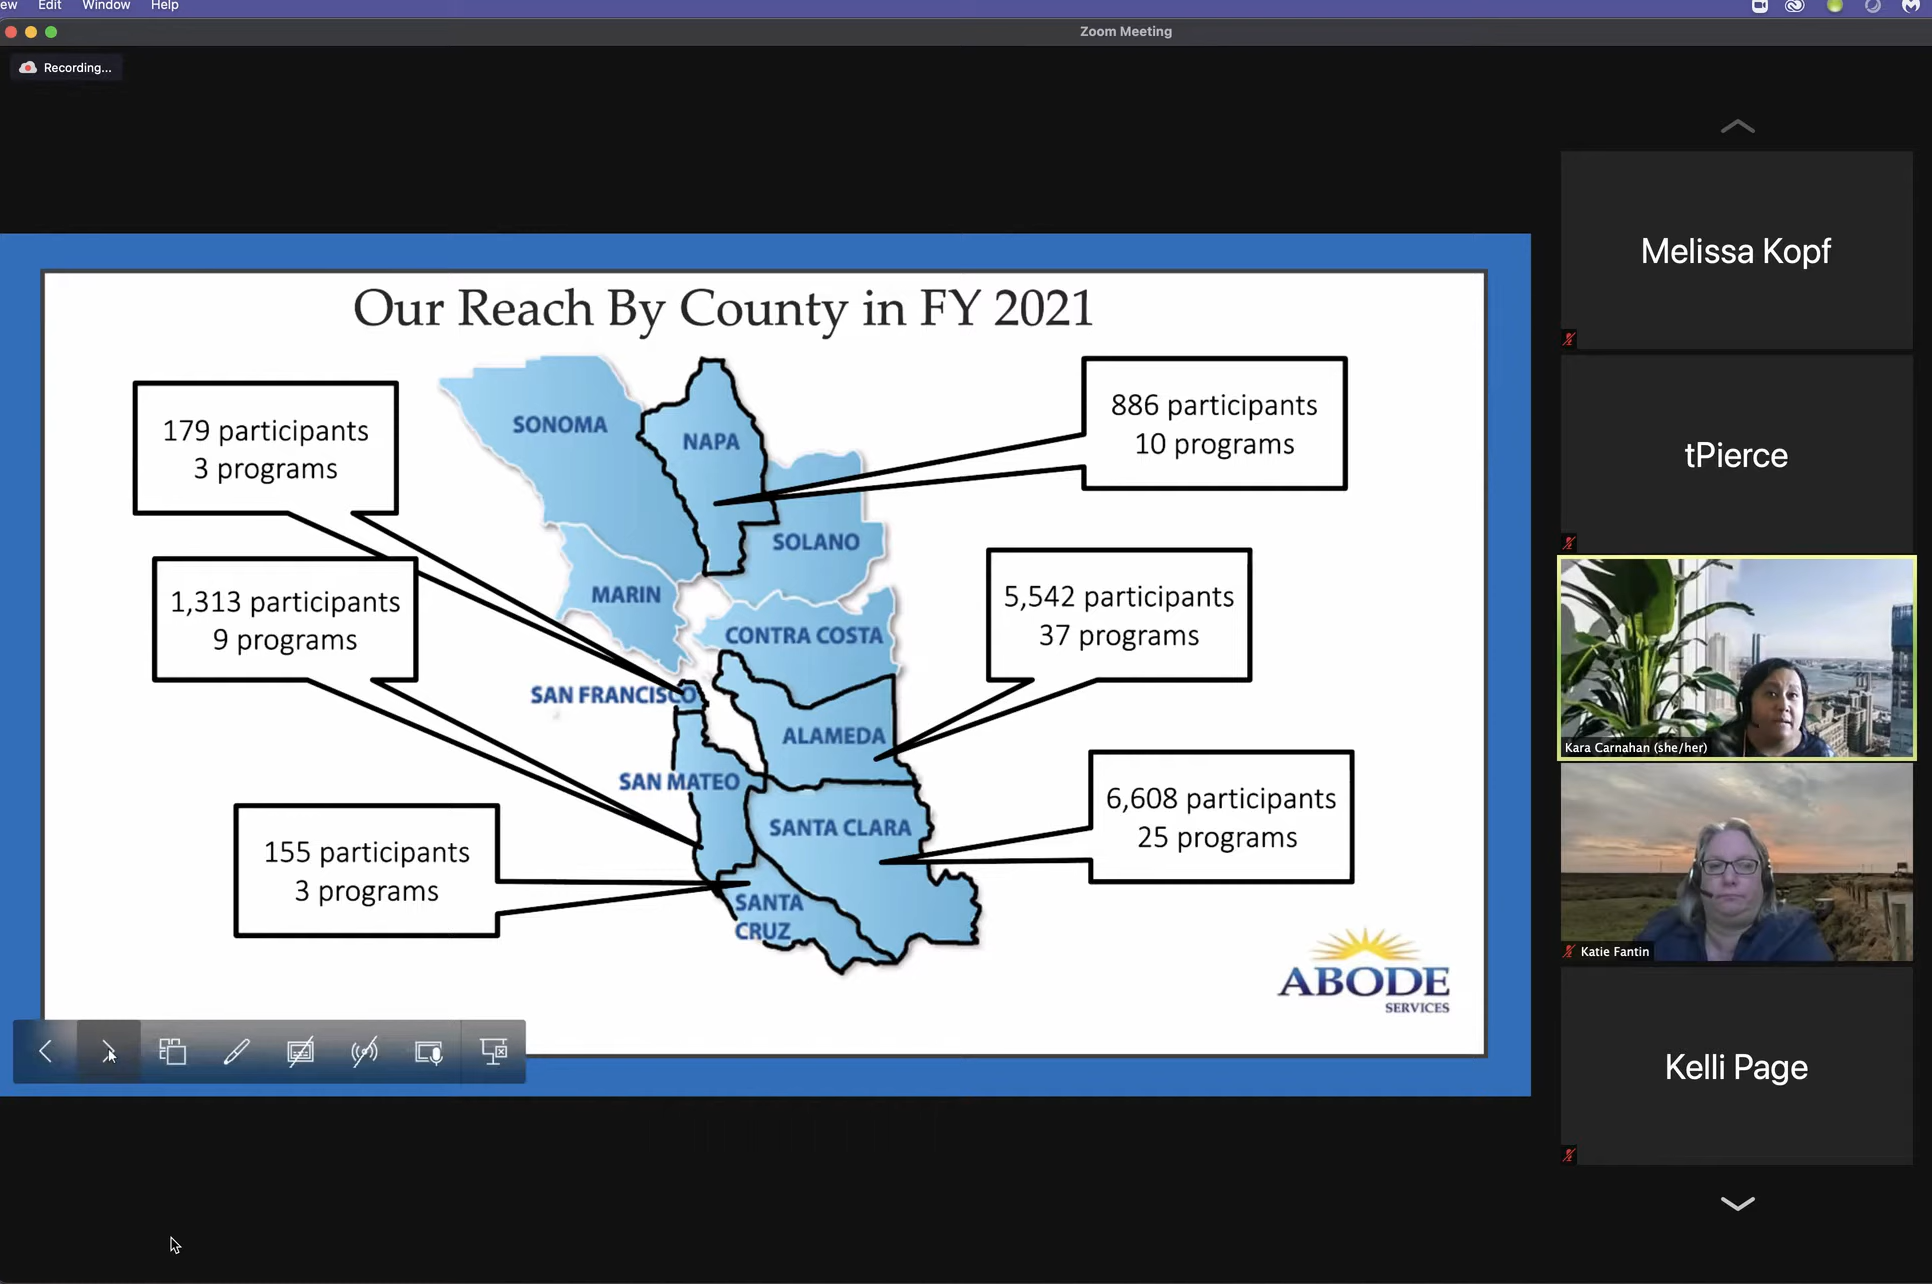 ew Edit Window Help
Zoom Meeting
Recording...
Our Reach By County in FY 2021
179 participants
3 programs
886 participants
10 programs
1,313 participants
9 programs
5,542 participants
37 programs
155 participants
3 programs
6,608 participants
25 programs
SONOMA
NAPA
SOLANO
MARIN
CONTRA COSTA
SAN FRANCISCO
ALAMEDA
SAN MATEO
SANTA CLARA
SANTA
CRUZ
ABODE
SERVICES
Melissa Kopf
tPierce
Kara Carnahan (she/her)
Katie Fantin
Kelli Page